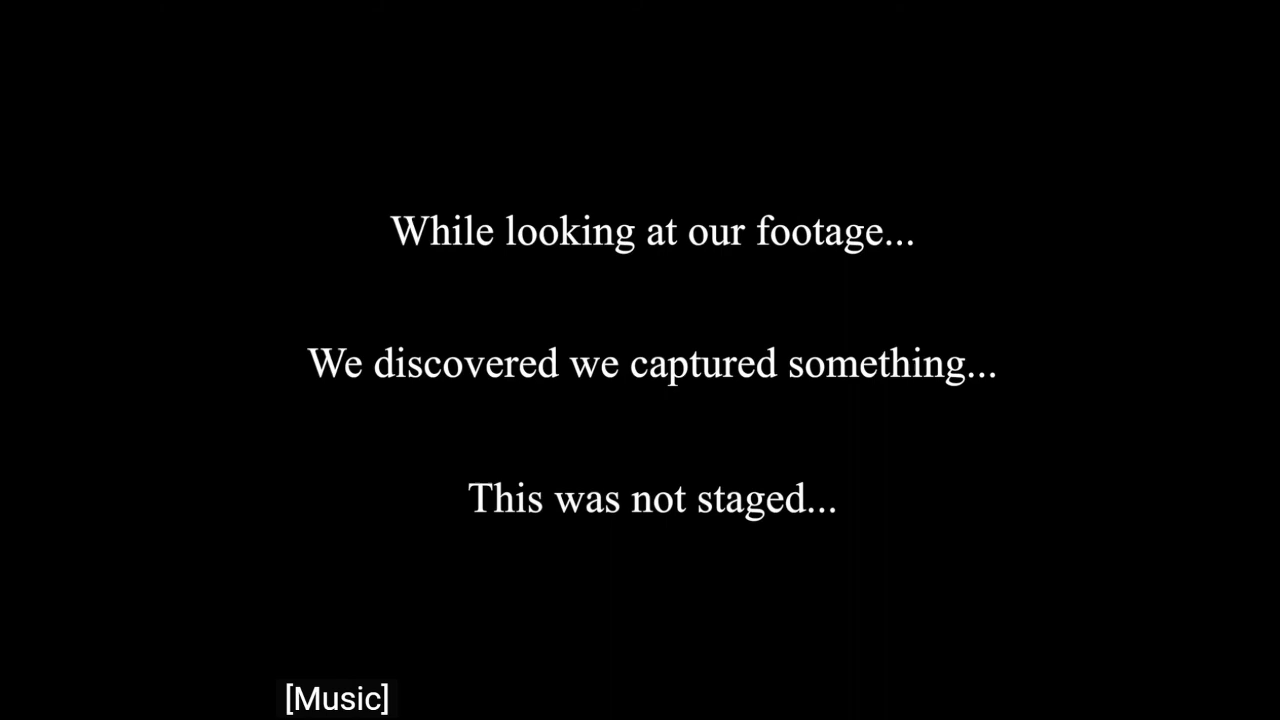 While looking at our footage...
We discovered we captured something...
This was not staged...
[Music]